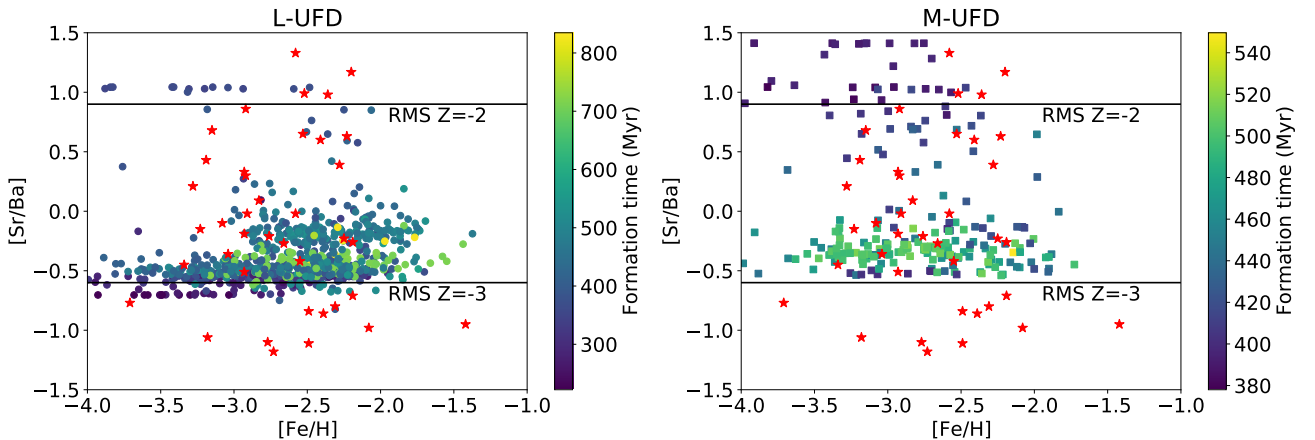 L-UFD
1.5
1.0
0.5
0.0
−0.5
−1.0
−1.5
[Sr/Ba]
RMS Z=-2
RMS Z=-3
−4.0 −3.5 −3.0 −2.5 −2.0 −1.5 −1.0
[Fe/H]
800
700
600
500
400
300
Formation time (Myr)
M-UFD
1.5
1.0
0.5
0.0
−0.5
−1.0
−1.5
[Sr/Ba]
RMS Z=-2
RMS Z=-3
−4.0 −3.5 −3.0 −2.5 −2.0 −1.5 −1.0
[Fe/H]
540
520
500
480
460
440
420
400
380
Formation time (Myr)